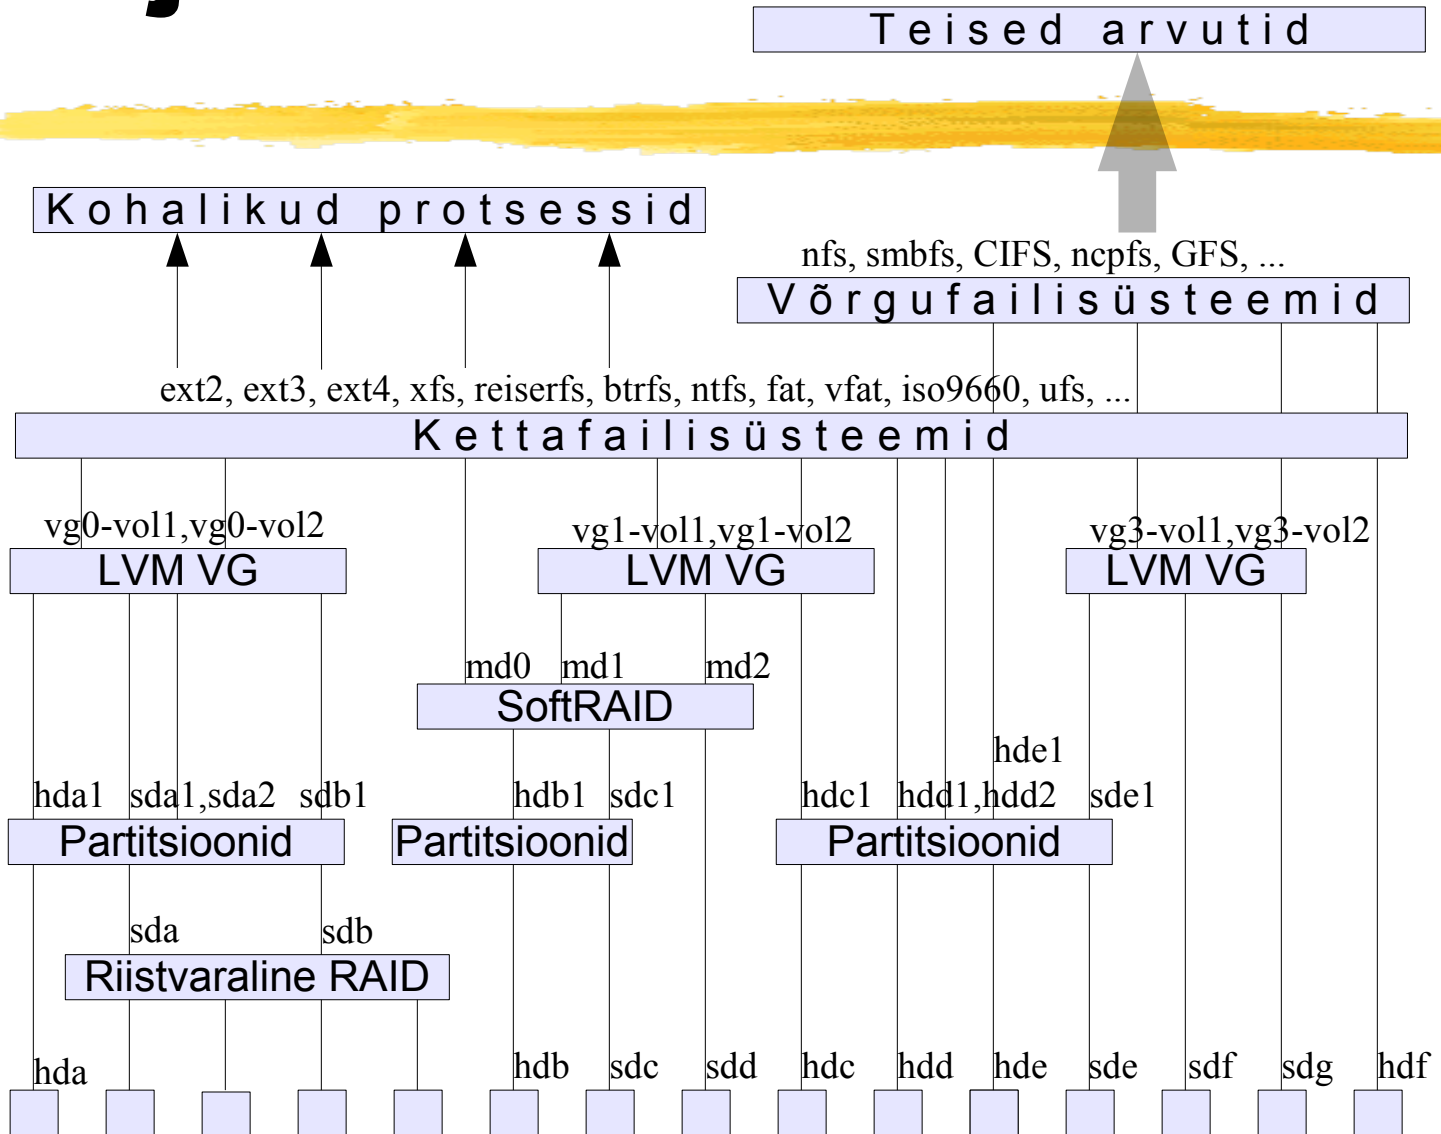 Teised arvutid
Kohalikud protsessid
nfs, smbfs, CIFS, ncpfs, GFS, ...
Võrgufailisüsteemid
ext2, ext3, ext4, xfs, reiserfs, btrfs, ntfs, fat, vfat, iso9660, ufs, ...
Kettafailisüsteemid
vg0-vol1,vg0-vol2 vg1-vol1,vg1-vol2 vg3-vol1,vg3-vol2
LVM VG LVM VG LVM VG
md0 md1 md2
SoftRAID
hde1
hda1 sda1,sda2 sdb1 hdb1 sdc1 hdc1 hdd1,hdd2 sde1
Partitsioonid Partitsioonid Partitsioonid
sda sdb
Riistvaraline RAID
hda hdb sdc sdd hdc hdd hde sde sdf sdg hdf